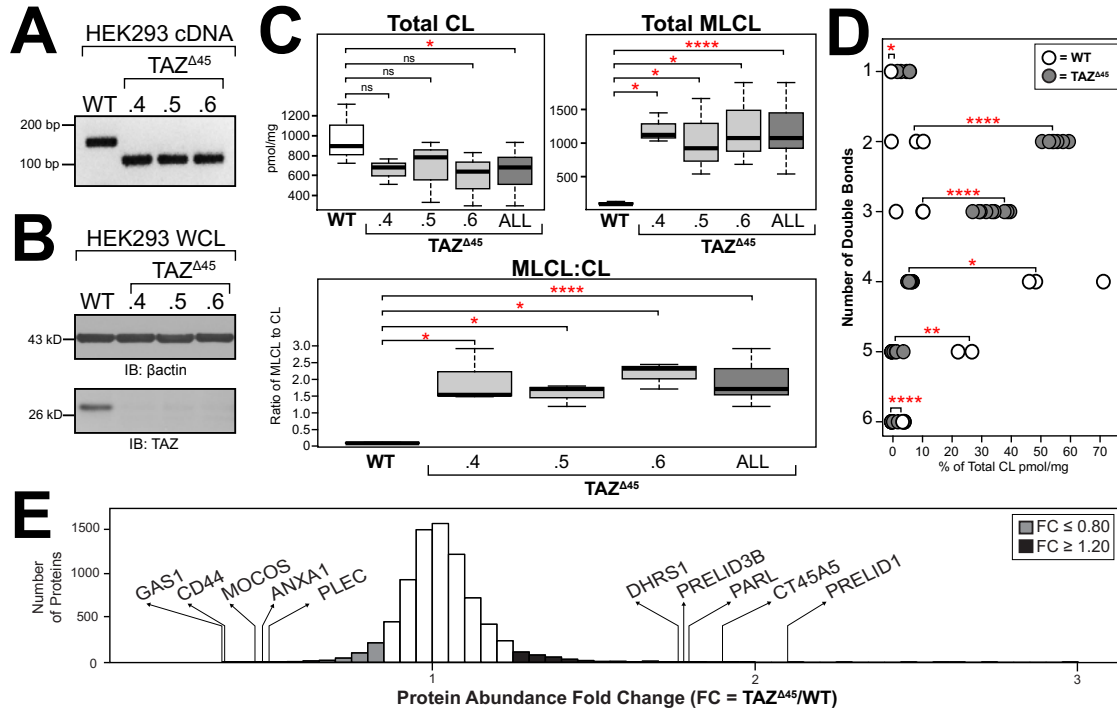 A
HEK293 cDNA
TAZΔ45
WT .4 .5 .6
200 bp
100 bp
B
HEK293 WCL
TAZΔ45
WT .4 .5 .6
43 kD
IB: βactin
26 kD
IB: TAZ
C
Total CL
*
ns
ns
ns
pmol/mg
1200
1000
800
600
400
WT .4 .5 .6 ALL
TAZΔ45
Total MLCL
****
*
*
*
1500
1000
500
WT .4 .5 .6 ALL
TAZΔ45
MLCL:CL
****
*
*
*
Ratio of MLCL to CL
3.0
2.5
2.0
1.5
1.0
0.5
0
WT .4 .5 .6 ALL
TAZΔ45
D
= WT
= TAZΔ45
Number of Double Bonds
*
1
****
2
****
3
*
4
**
5
****
6
0 10 20 30 40 50 60 70
% of Total CL pmol/mg
E
FC ≤ 0.80
FC ≥ 1.20
Number of Proteins
1500
1000
500
0
GAS1 CD44 MOCOS ANXA1 PLEC DHRS1 PRELID3B PARL CT45A5 PRELID1
1 2 3
Protein Abundance Fold Change (FC = TAZΔ45/WT)